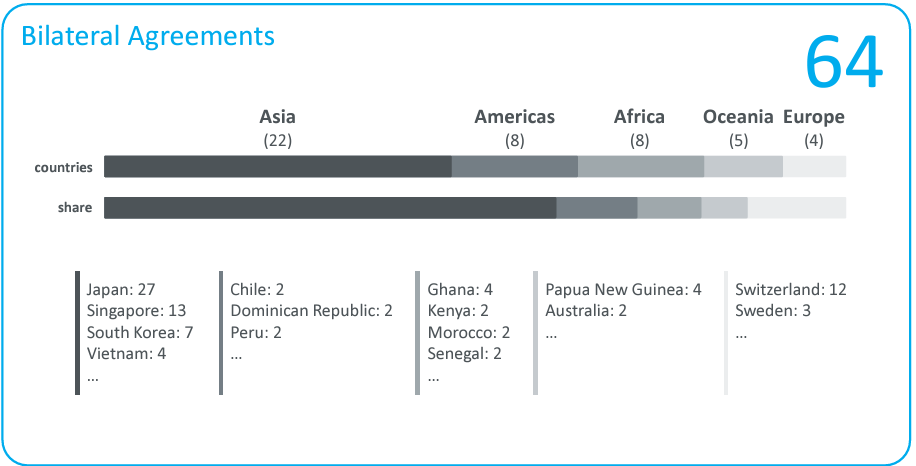 Bilateral Agreements
64
Asia Americas Africa Oceania Europe
(22) (8) (8) (5) (4)
countries
share
Japan: 27
Singapore: 13
South Korea: 7
Vietnam: 4
...
Chile: 2
Dominican Republic: 2
Peru: 2
...
Ghana: 4
Kenya: 2
Morocco: 2
Senegal: 2
...
Papua New Guinea: 4
Australia: 2
...
Switzerland: 12
Sweden: 3
...